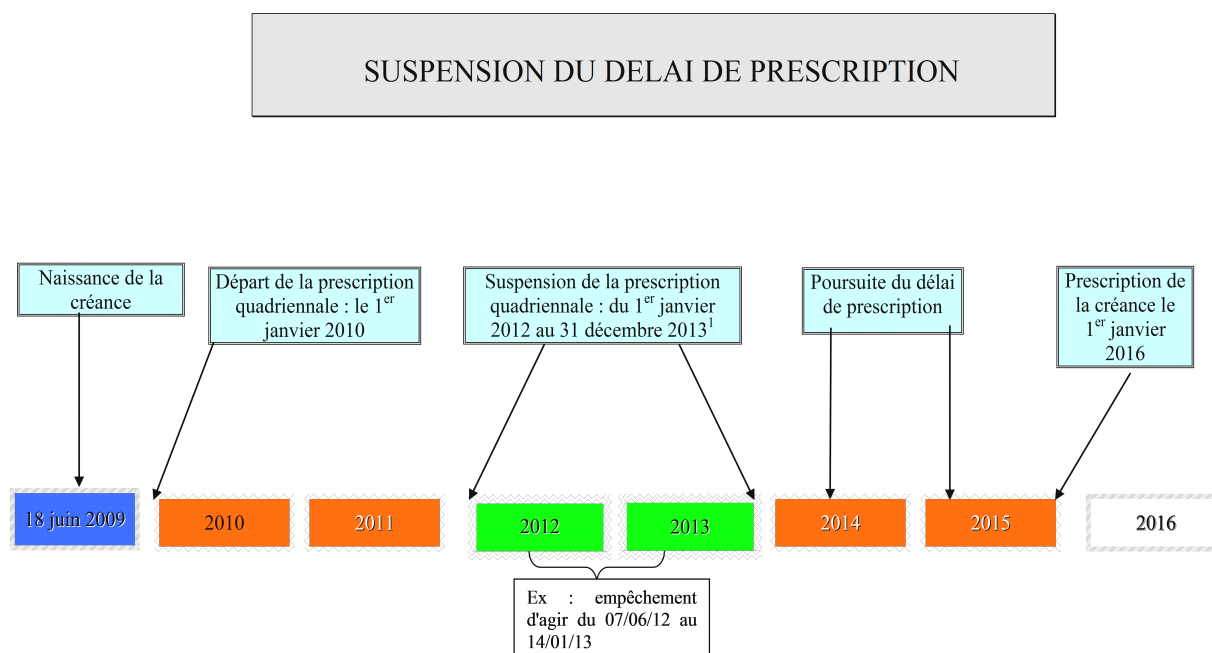 SUSPENSION DU DELAI DE PRESCRIPTION
Naissance de la
créance
Départ de la prescription
quadriennale : le 1er
janvier 2010
Suspension de la prescription
quadriennale : du 1er janvier
2012 au 31 décembre 20131
Poursuite du délai
de prescription
Prescription de
la créance le
1er janvier
2016
18 juin 2009
2010
2011
2012
2013
2014
2015
2016
Ex : empêchement
d'agir du 07/06/12 au
14/01/13